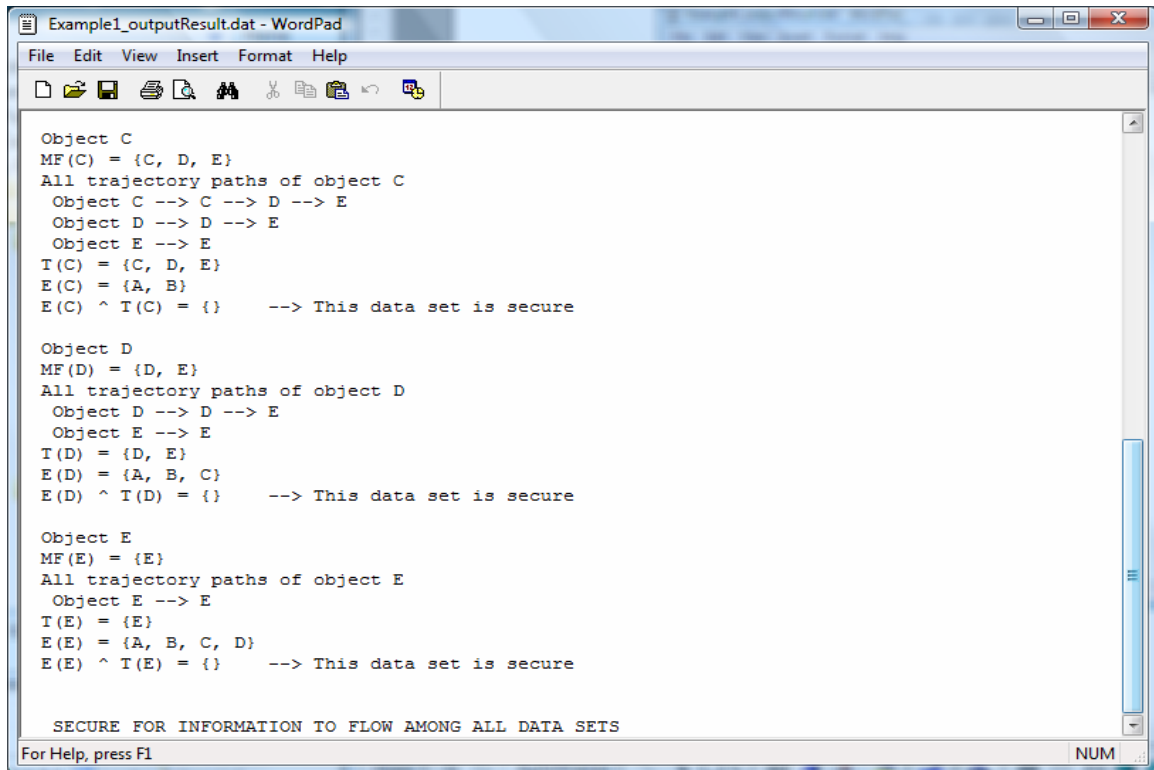 Example1_outputResult.dat - WordPad
File Edit View Insert Format Help
Object C
MF(C) = {C, D, E}
All trajectory paths of object C
Object C --> C --> D --> E
Object D --> D --> E
Object E --> E
T(C) = {C, D, E}
E(C) = {A, B}
E(C) ^ T(C) = {} --> This data set is secure
Object D
MF(D) = {D, E}
All trajectory paths of object D
Object D --> D --> E
Object E --> E
T(D) = {D, E}
E(D) = {A, B, C}
E(D) ^ T(D) = {} --> This data set is secure
Object E
MF(E) = {E}
All trajectory paths of object E
Object E --> E
T(E) = {E}
E(E) = {A, B, C, D}
E(E) ^ T(E) = {} --> This data set is secure
SECURE FOR INFORMATION TO FLOW AMONG ALL DATA SETS
For Help, press F1
NUM